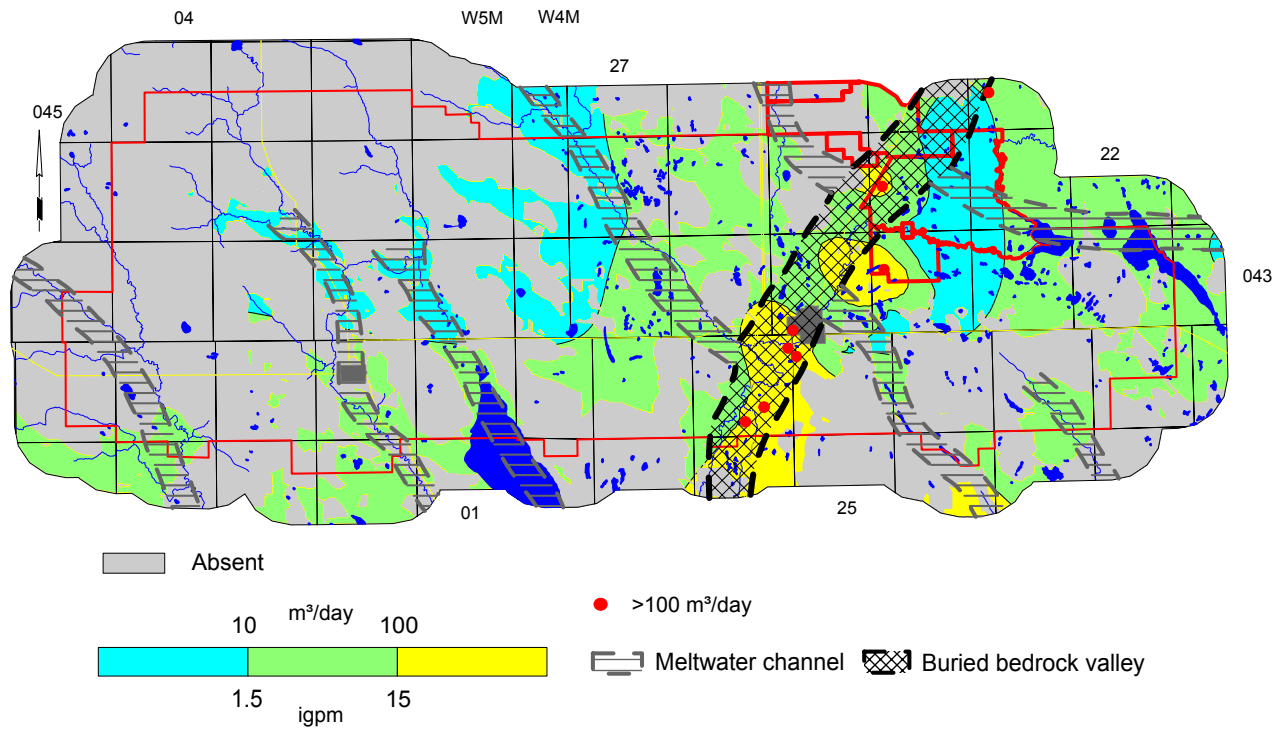 04
W5M
W4M
27
045
22
043
01
25
Absent
m³/day
10
100
1.5
15
igpm
>100 m³/day
Meltwater channel
Buried bedrock valley